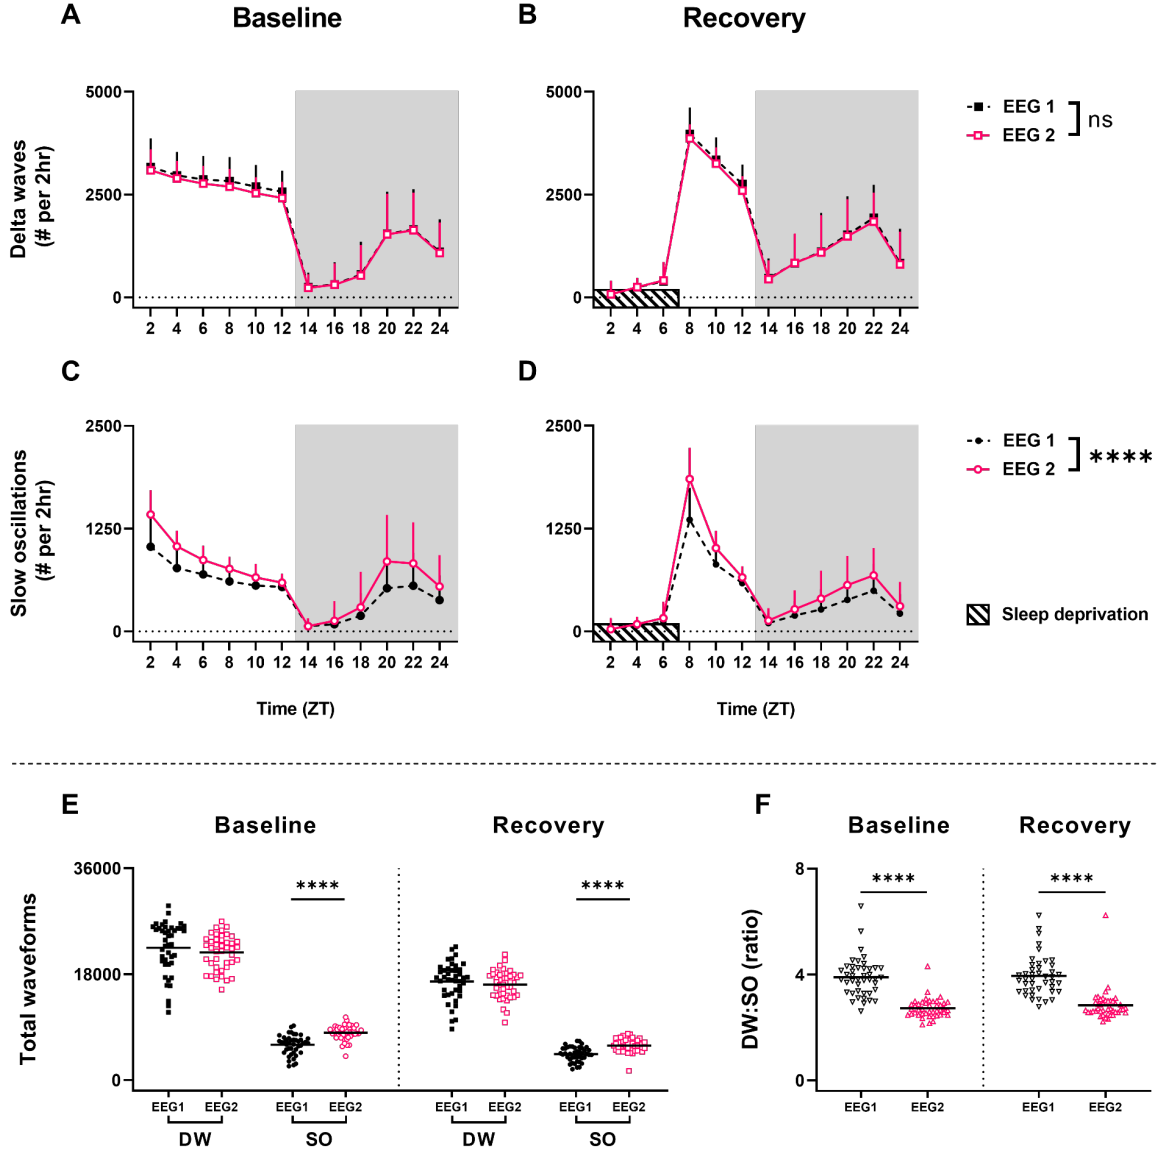 A
Baseline
B
Recovery
Delta waves
(# per 2hr)
5000
2500
0
2 4 6 8 10 12 14 16 18 20 22 24
5000
2500
0
2 4 6 8 10 12 14 16 18 20 22 24
EEG 1
EEG 2
ns
C
D
Slow oscillations
(# per 2hr)
2500
1250
0
2 4 6 8 10 12 14 16 18 20 22 24
Time (ZT)
2500
1250
0
2 4 6 8 10 12 14 16 18 20 22 24
Time (ZT)
EEG 1
EEG 2
****
Sleep deprivation
E
Baseline
Recovery
Total waveforms
36000
18000
0
****
****
EEG1 EEG2 EEG1 EEG2 EEG1 EEG2 EEG1 EEG2
DW SO DW SO
F
Baseline
Recovery
DW:SO (ratio)
8
4
0
****
****
EEG1 EEG2 EEG1 EEG2